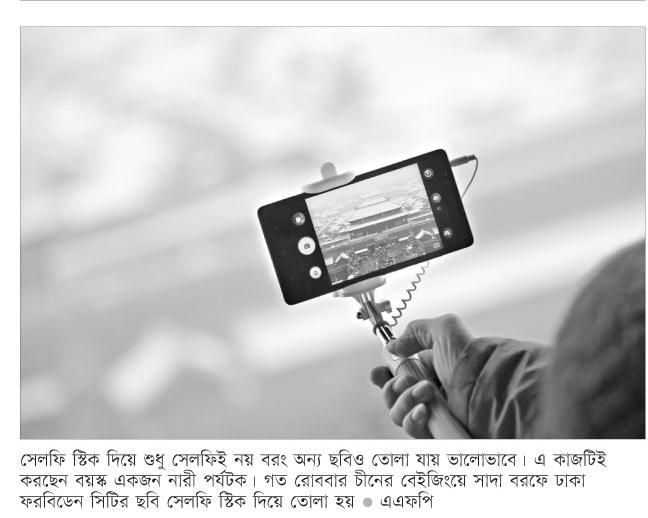 সেলফি স্টিক দিয়ে শুধু সেলফিই নয় বরং অন্য ছবিও তোলা যায় ভালোভাবে। এ কাজটিই
করছেন বয়স্ক একজন নারী পর্যটক। গত রোববার চীনের বেইজিংয়ে সাদা বরফে ঢাকা
ফরবিডেন সিটির ছবি সেলফি স্টিক দিয়ে তোলা হয় ● এএফপি